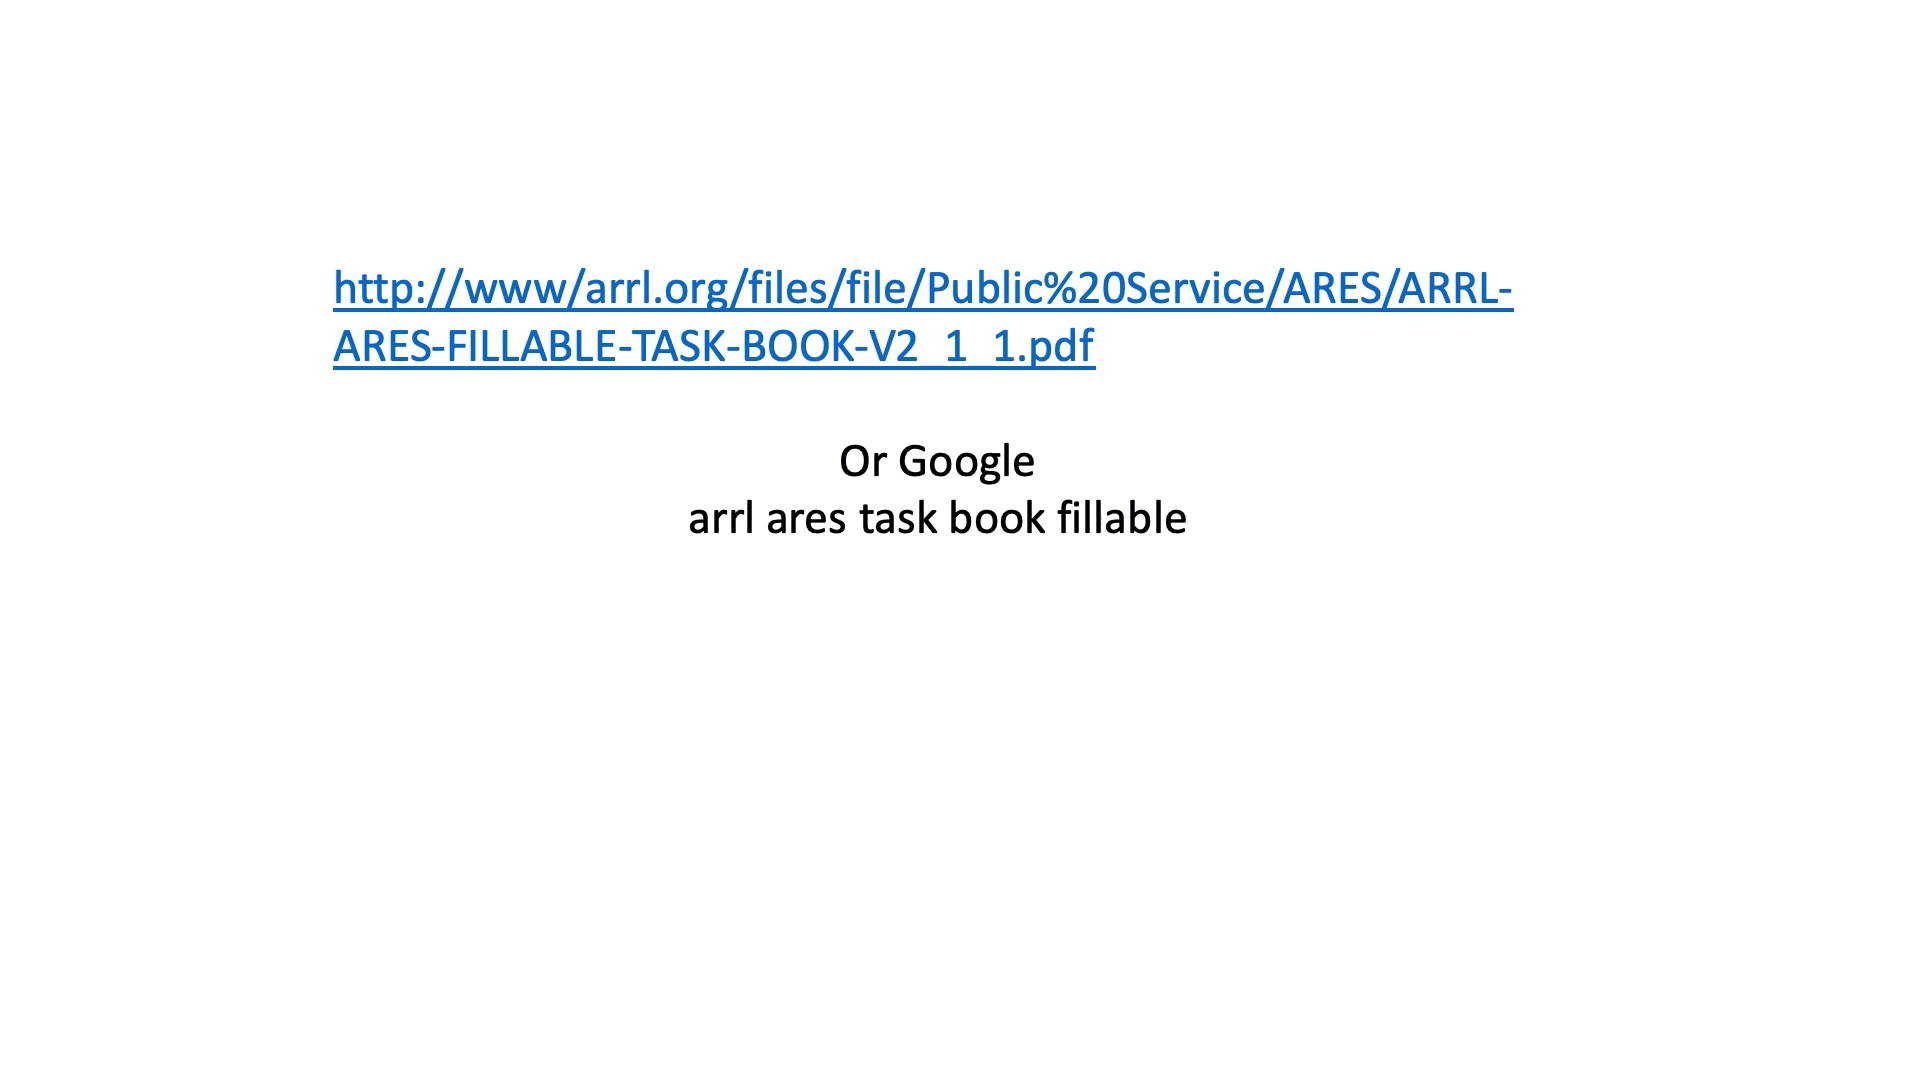 http://www/arrl.org/files/file/Public%20Service/ARES/ARRL-
ARES-FILLABLE-TASK-BOOK-V2_1_1.pdf
Or Google
arrl ares task book fillable